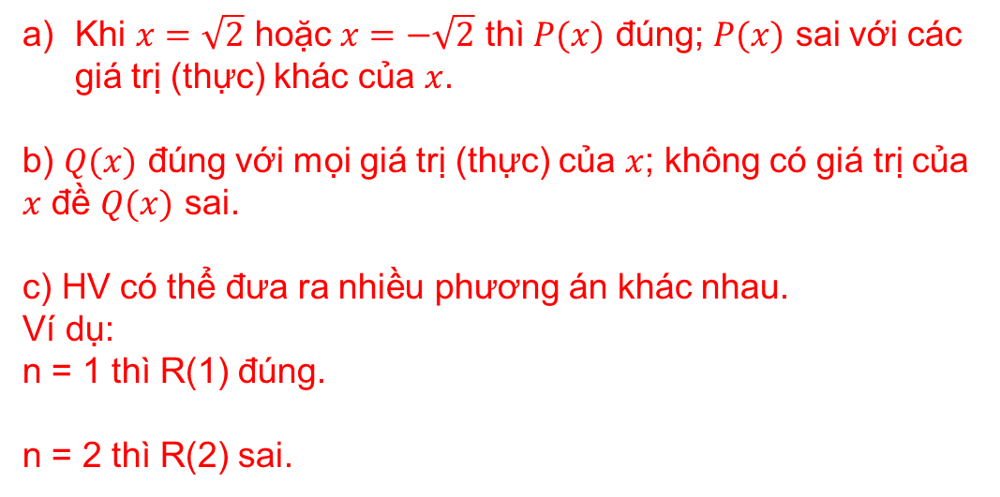 a) Khi x = √2 hoặc x = −√2 thì P(x) đúng; P(x) sai với các
giá trị (thực) khác của x.
b) Q(x) đúng với mọi giá trị (thực) của x; không có giá trị của
x đề Q(x) sai.
c) HV có thể đưa ra nhiều phương án khác nhau.
Ví dụ:
n = 1 thì R(1) đúng.
n = 2 thì R(2) sai.